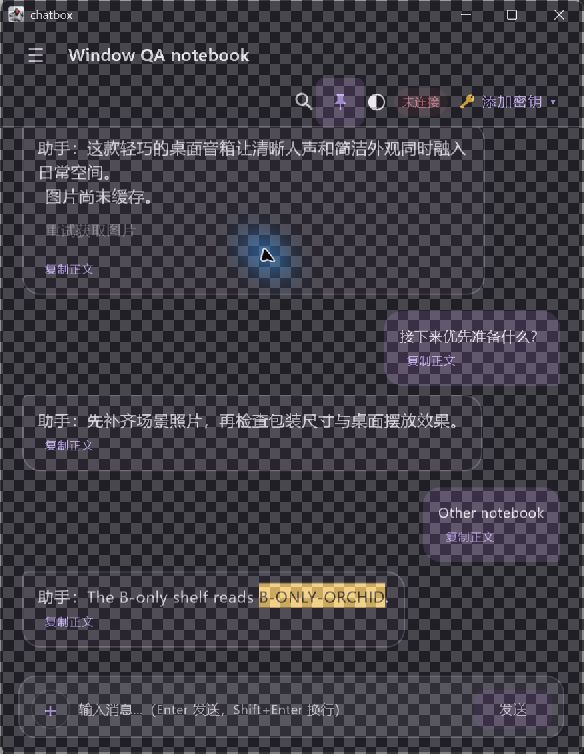 chatbox
Window QA notebook
未连接
添加密钥
助手：这款轻巧的桌面音箱让清晰人声和简洁外观同时融入
日常空间。
图片尚未缓存。
重试获取图片
复制正文
接下来优先准备什么？
复制正文
助手：先补齐场景照片，再检查包装尺寸与桌面摆放效果。
复制正文
Other notebook
复制正文
助手：The B-only shelf reads B-ONLY-ORCHID.
复制正文
输入消息…（Enter 发送，Shift+Enter 换行）
发送